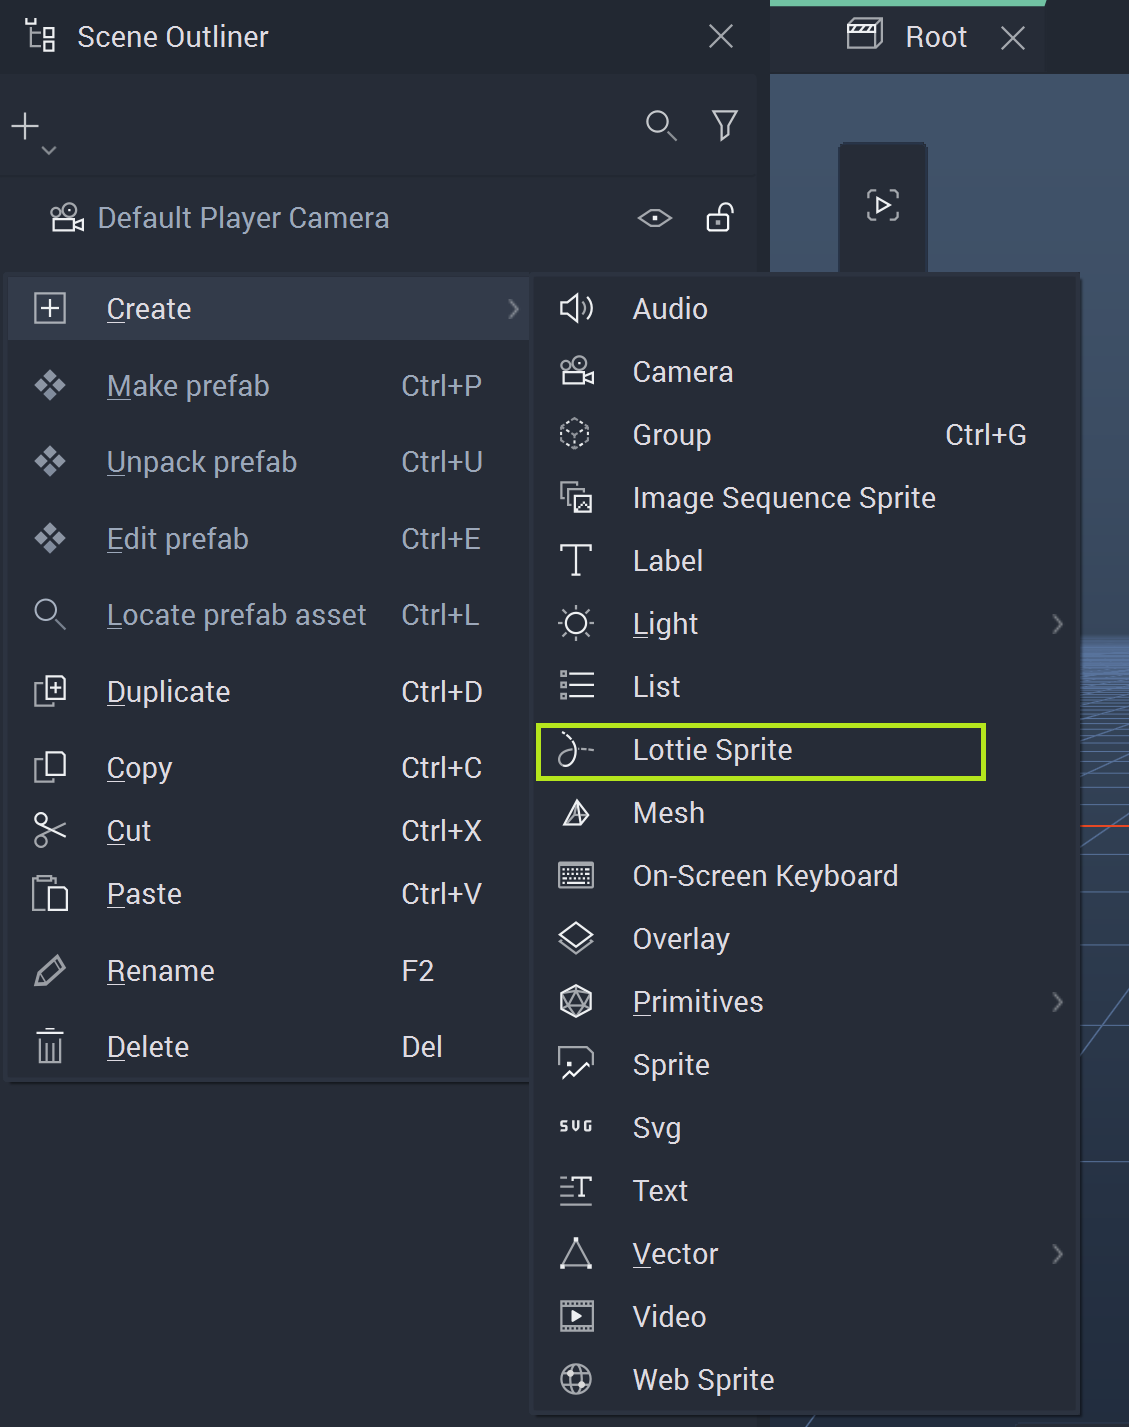 Scene Outliner
Root
Default Player Camera
Create
Make prefab Ctrl+P
Unpack prefab Ctrl+U
Edit prefab Ctrl+E
Locate prefab asset Ctrl+L
Duplicate Ctrl+D
Copy Ctrl+C
Cut Ctrl+X
Paste Ctrl+V
Rename F2
Delete Del
Audio
Camera
Group Ctrl+G
Image Sequence Sprite
Label
Light
List
Lottie Sprite
Mesh
On-Screen Keyboard
Overlay
Primitives
Sprite
SVG Svg
Text
Vector
Video
Web Sprite